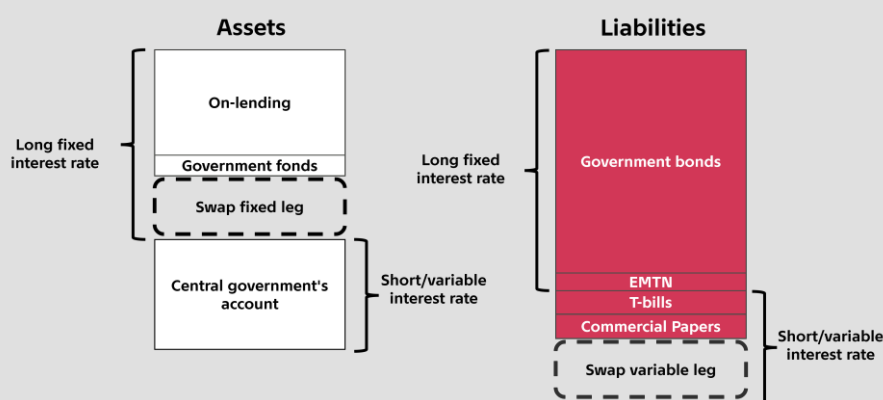 Assets
On-lending
Long fixed
interest rate
Government fonds
Swap fixed leg
Central government's
account
Short/variable
interest rate
Liabilities
Government bonds
Long fixed
interest rate
EMTN
T-bills
Commercial Papers
Short/variable
interest rate
Swap variable leg